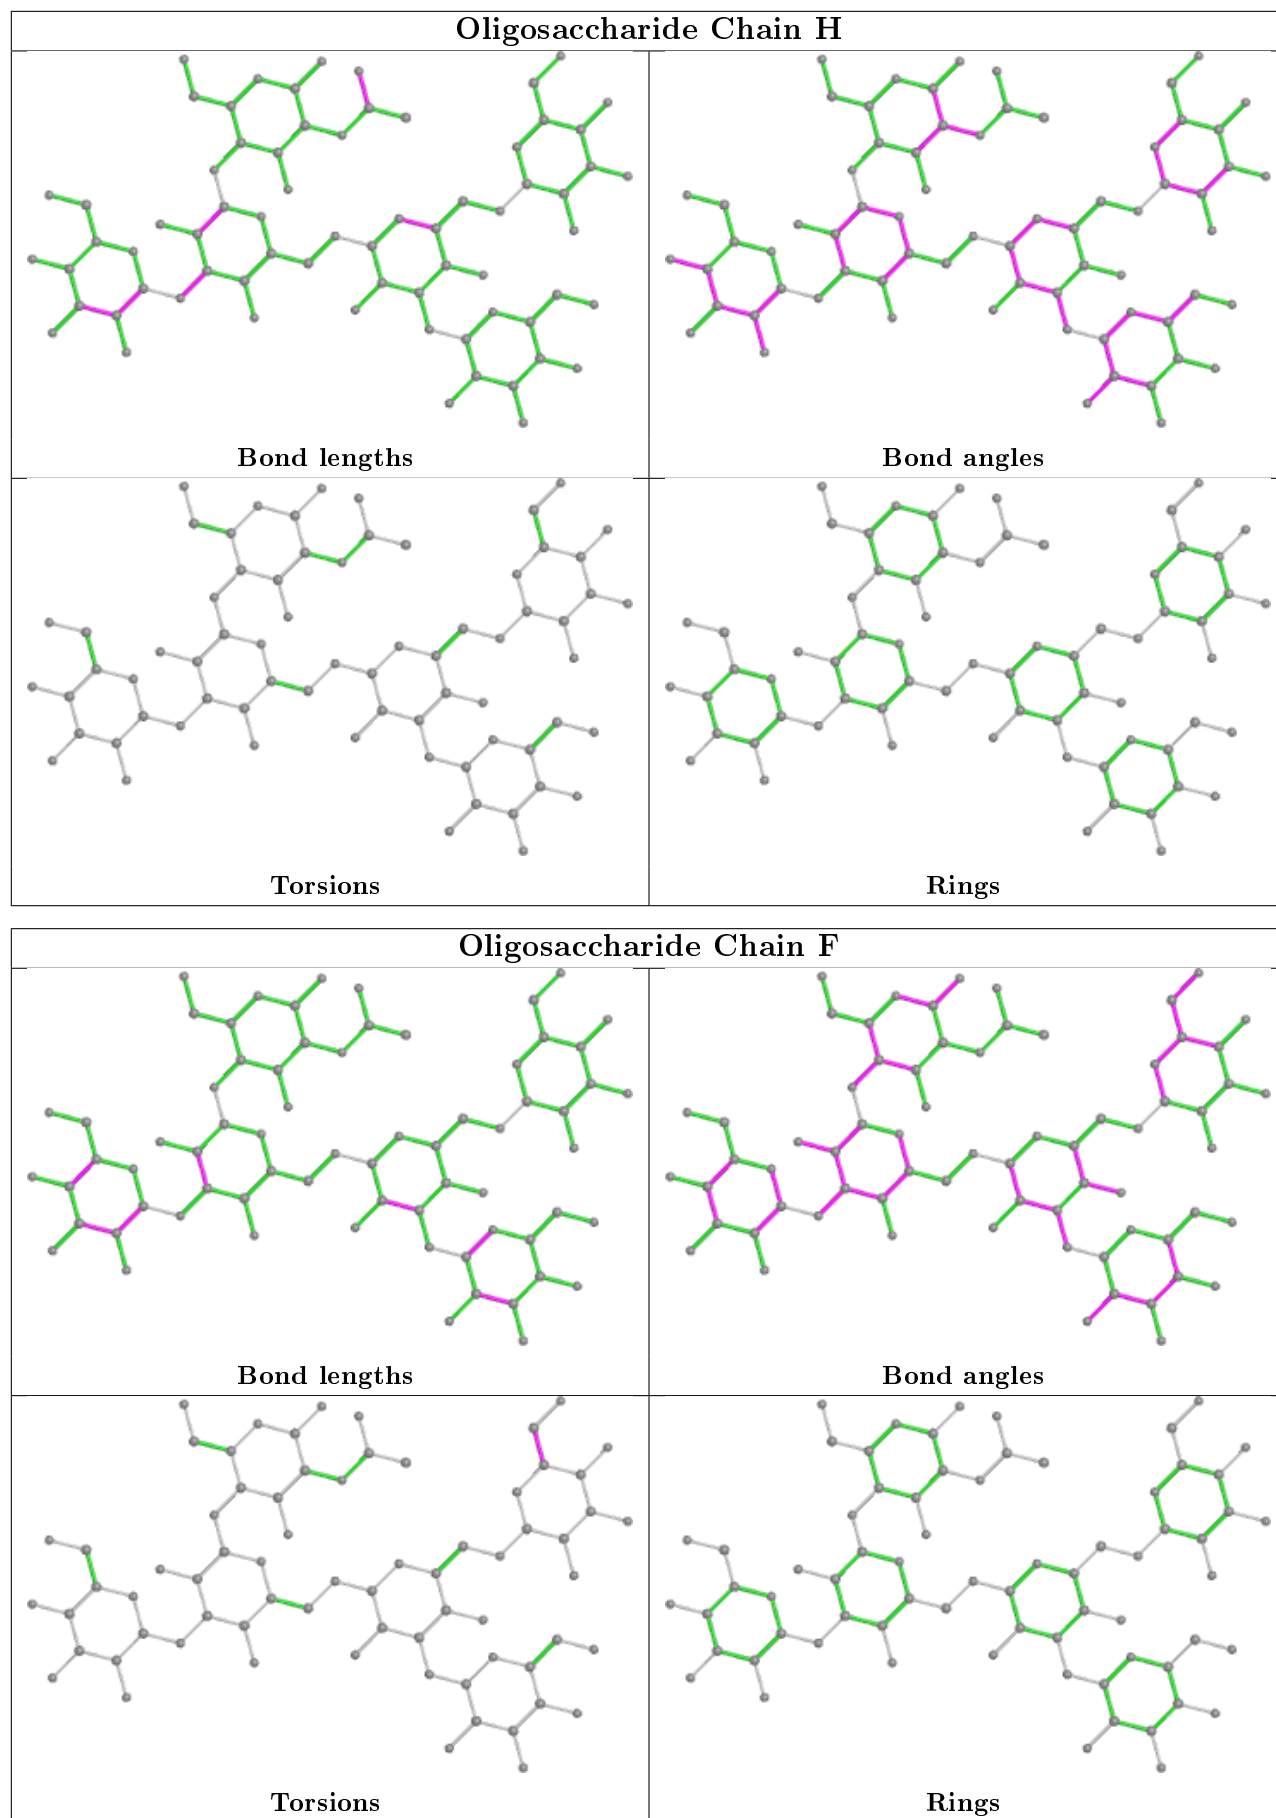 Oligosaccharide Chain H
Bond lengths
Bond angles
Torsions
Rings
Oligosaccharide Chain F
Bond lengths
Bond angles
Torsions
Rings